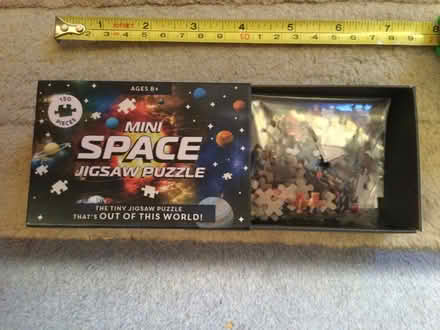 AGES 8+
150
PIECES
MINI
SPACE
JIGSAW PUZZLE
THE TINY JIGSAW PUZZLE
THAT'S OUT OF THIS WORLD!